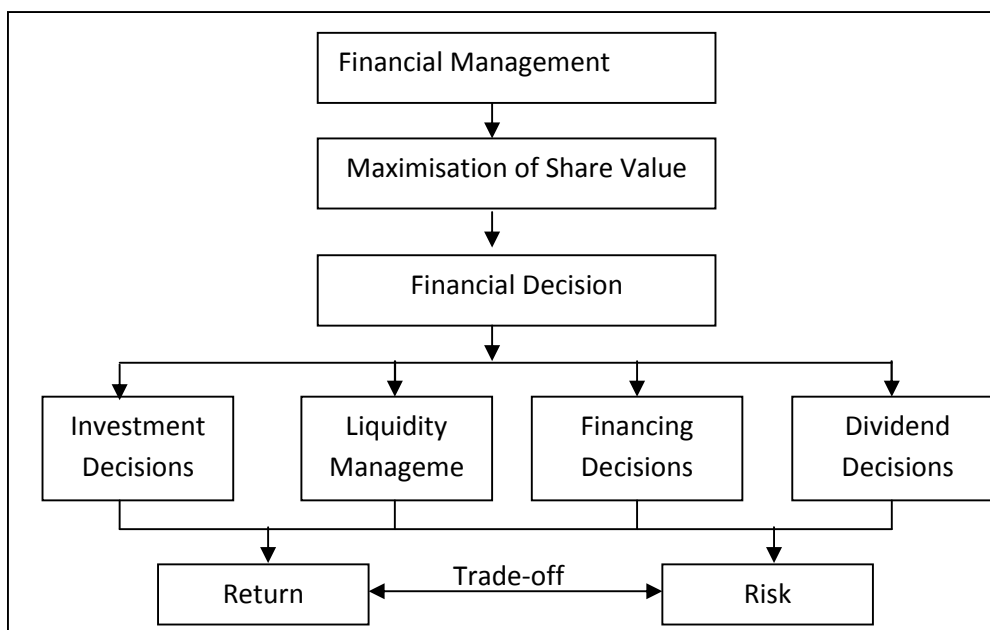 Financial Management
Maximisation of Share Value
Financial Decision
Investment
Decisions
Liquidity
Manageme
Financing
Decisions
Dividend
Decisions
Return
Trade-off
Risk